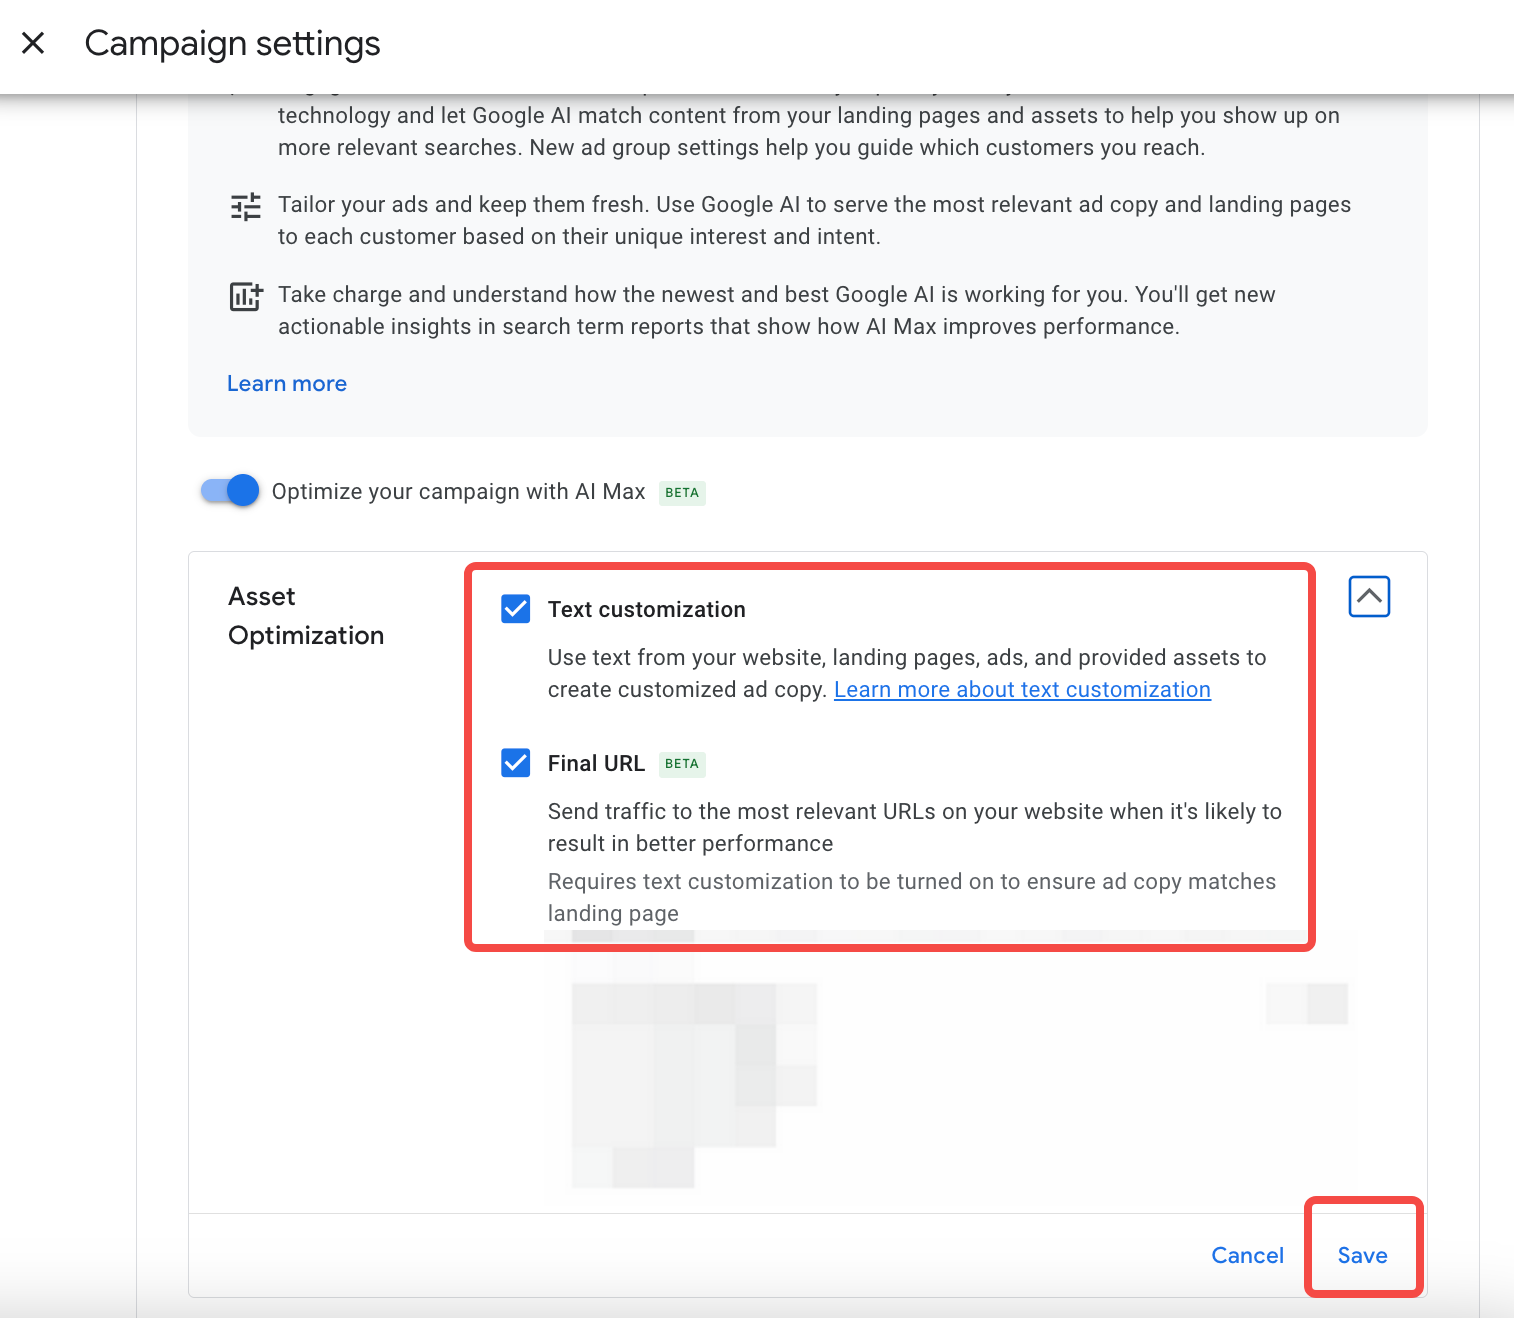 Campaign settings
technology and let Google AI match content from your landing pages and assets to help you show up on
more relevant searches. New ad group settings help you guide which customers you reach.
Tailor your ads and keep them fresh. Use Google AI to serve the most relevant ad copy and landing pages
to each customer based on their unique interest and intent.
Take charge and understand how the newest and best Google AI is working for you. You'll get new
actionable insights in search term reports that show how AI Max improves performance.
Learn more
Optimize your campaign with AI Max BETA
Asset
Optimization
Text customization
Use text from your website, landing pages, ads, and provided assets to
create customized ad copy. Learn more about text customization
Final URL BETA
Send traffic to the most relevant URLs on your website when it's likely to
result in better performance
Requires text customization to be turned on to ensure ad copy matches
landing page
Cancel
Save